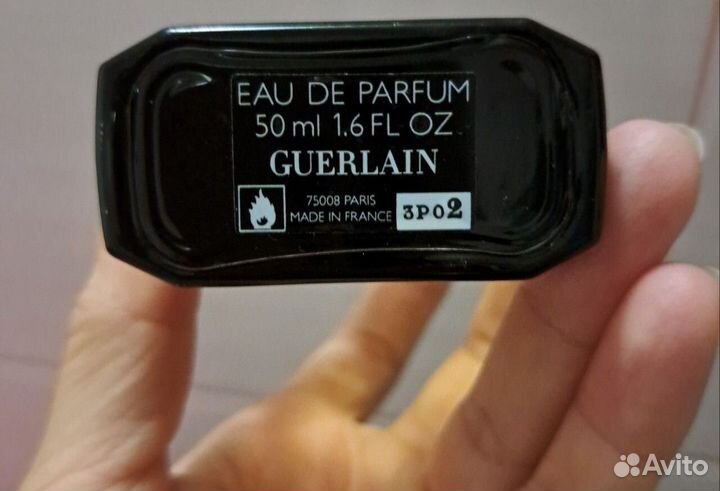 EAU DE PARFUM
50 ml 1.6 FL OZ
GUERLAIN
75008 PARIS
MADE IN FRANCE
3P02
Avito